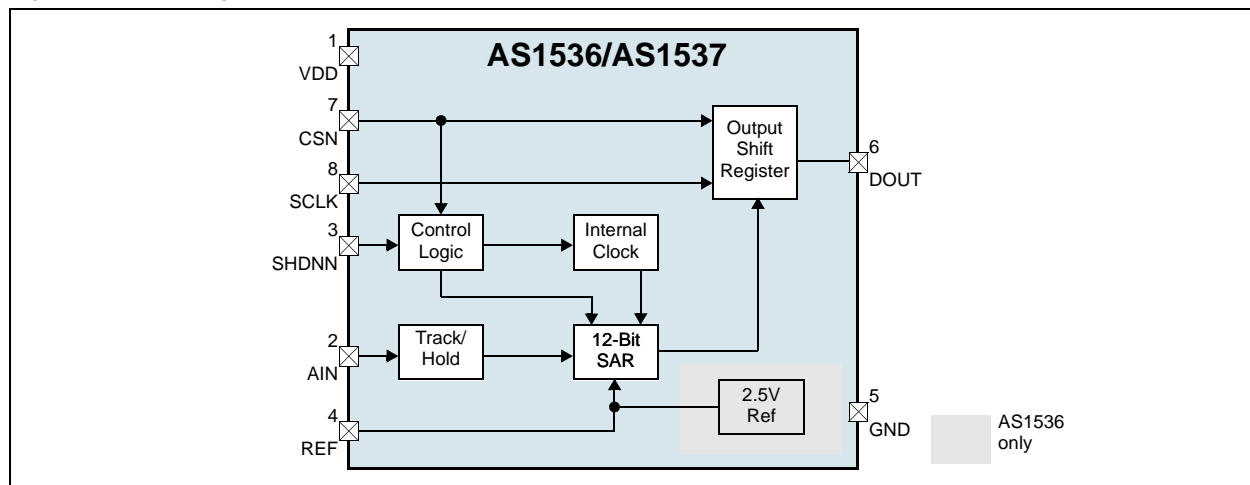 AS1536/AS1537
1
VDD
7
CSN
8
SCLK
3
SHDNN
2
AIN
4
REF
Control
Logic
Internal
Clock
Track/
Hold
12-Bit
SAR
Output
Shift
Register
2.5V
Ref
6
DOUT
5
GND
AS1536
only